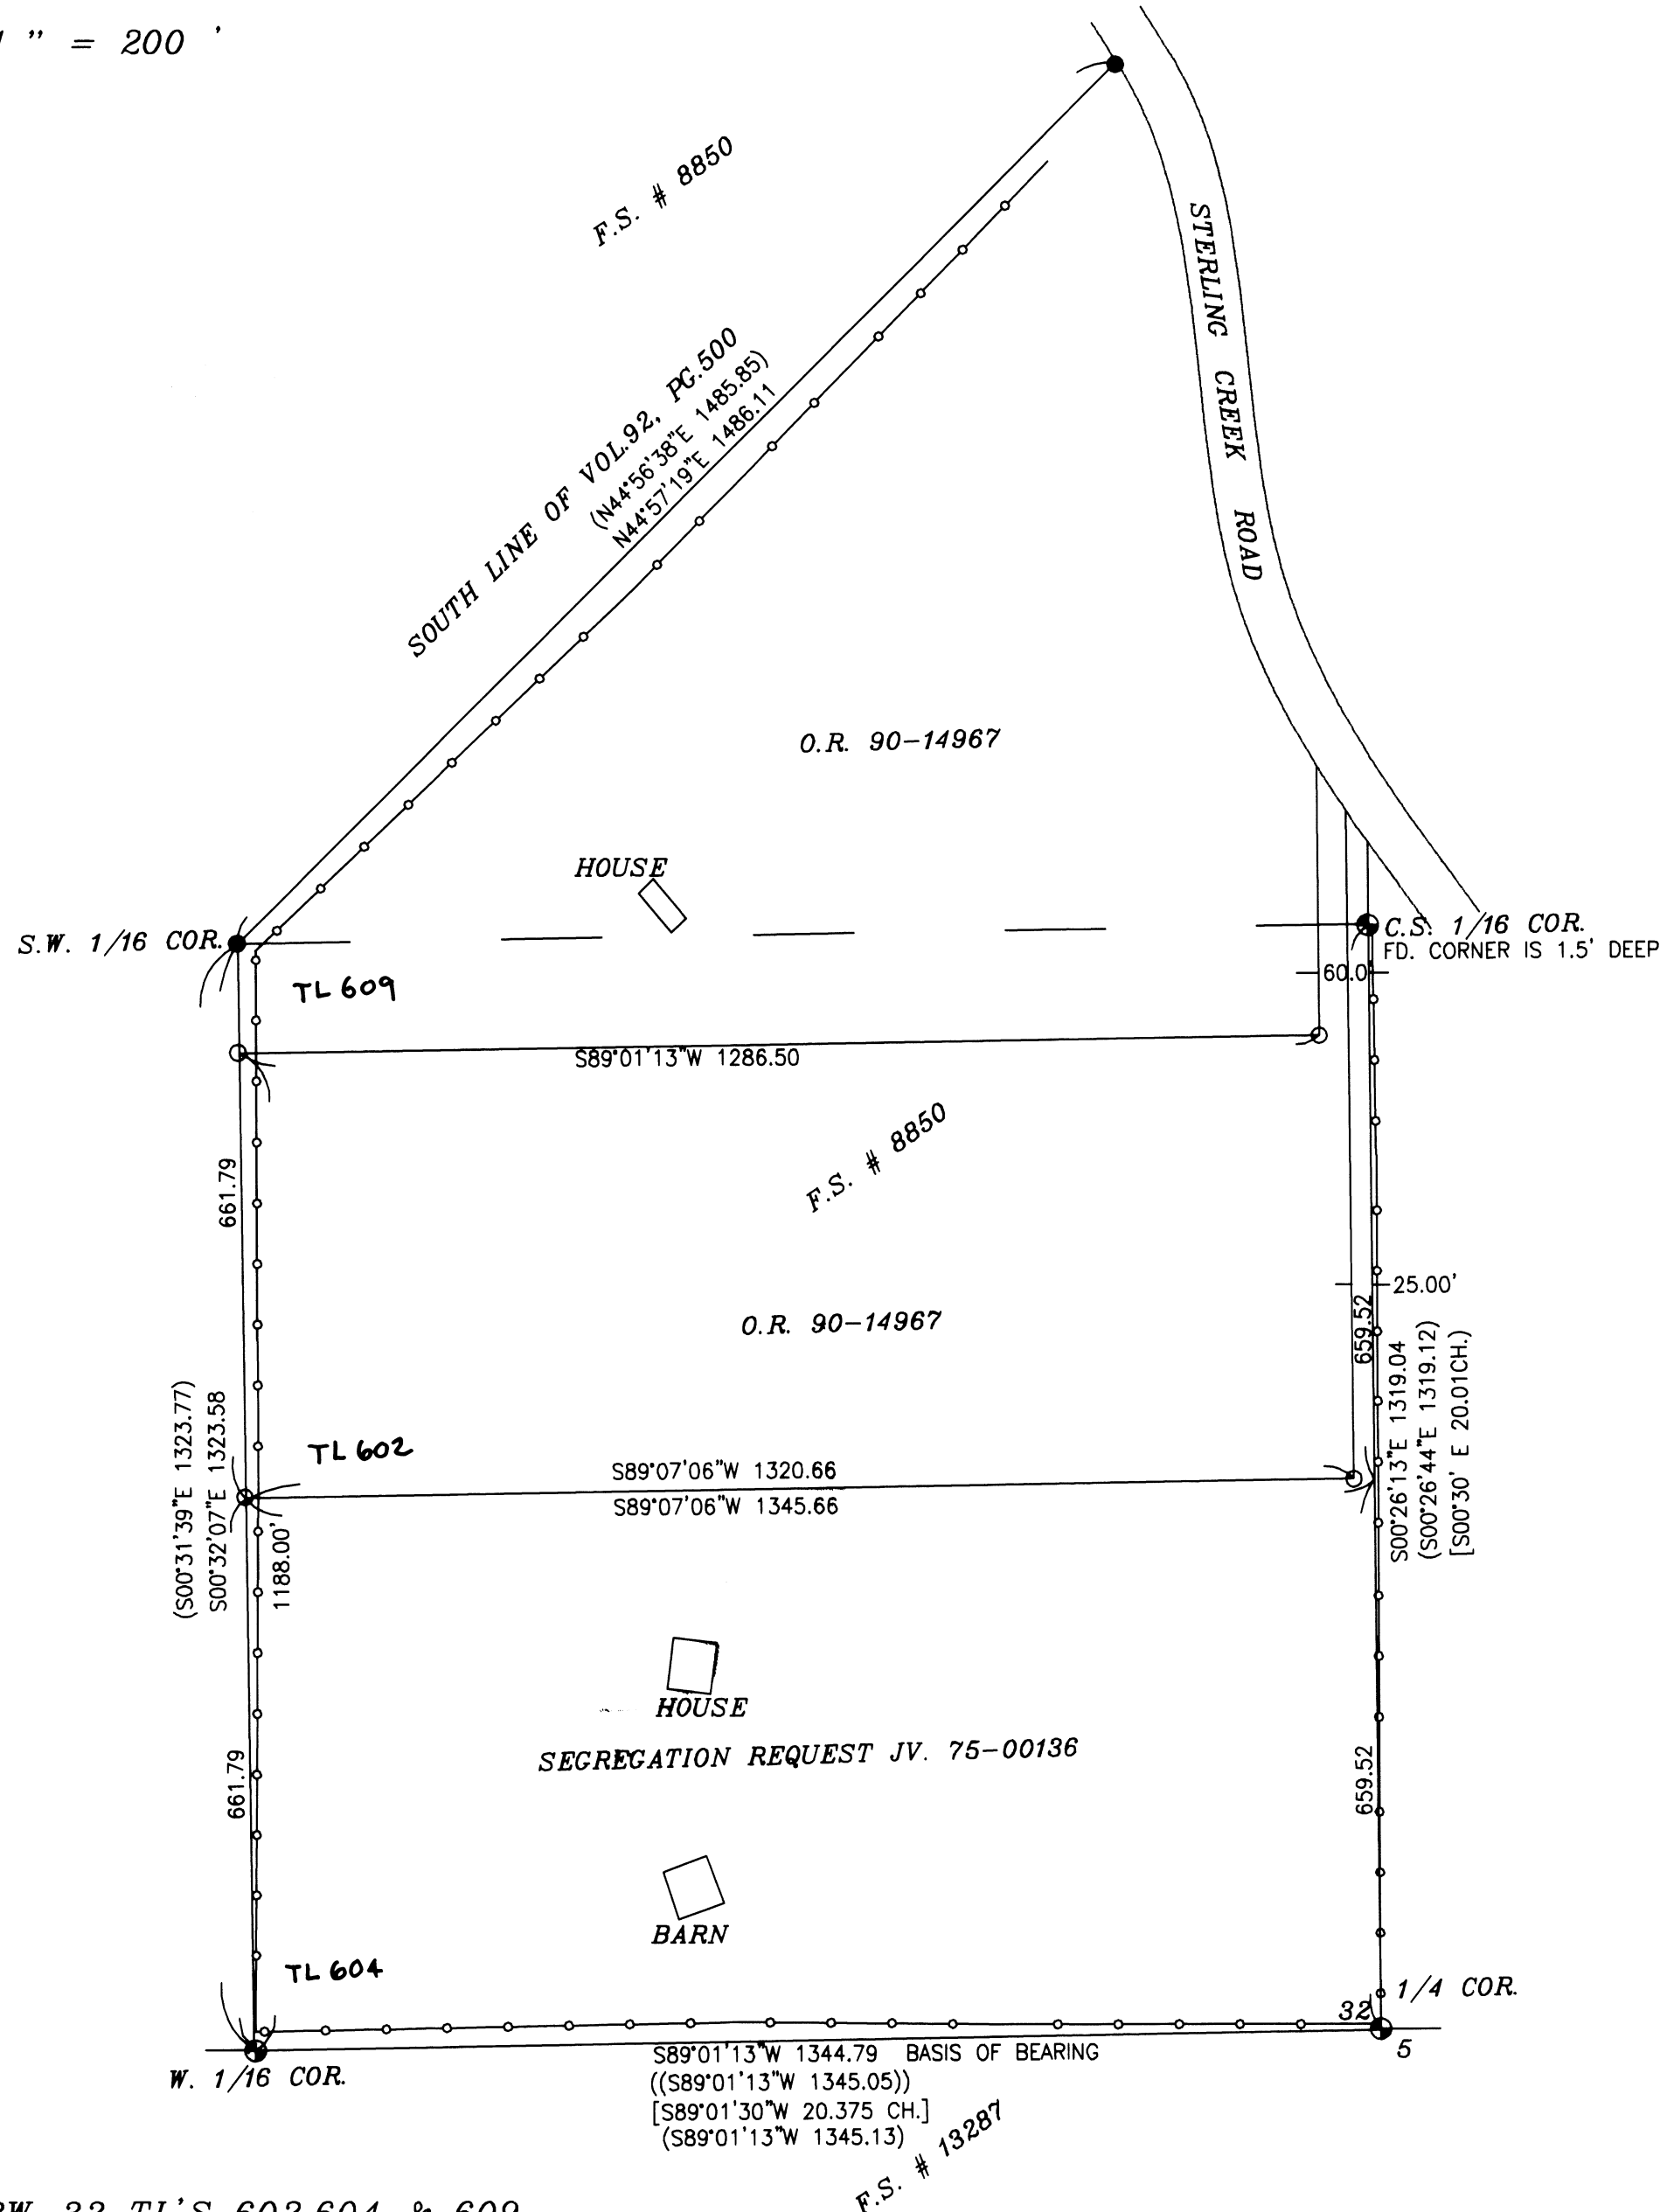 " = 200 '
F.S. # 8850
STERLING CREEK ROAD
SOUTH LINE OF VOL.92, PG.500
(N44°56'38"E 1485.85)
N44°57'19"E 1486.11
O.R. 90-14967
HOUSE
S.W. 1/16 COR.
C.S. 1/16 COR.
FD. CORNER IS 1.5' DEEP
60.0'
TL 609
S89°01'13"W 1286.50
F.S. # 8850
661.79
25.00'
659.52
O.R. 90-14967
S00°26'13"E 1319.04
(S00°26'44"E 1319.12)
[S00°30' E 20.01CH.]
(S00°31'39"E 1323.77)
S00°32'07"E 1323.58
1188.00'
TL 602
S89°07'06"W 1320.66
S89°07'06"W 1345.66
HOUSE
SEGREGATION REQUEST JV. 75-00136
661.79
659.52
BARN
TL 604
1/4 COR.
32
5
W. 1/16 COR.
S89°01'13"W 1344.79 BASIS OF BEARING
((S89°01'13"W 1345.05))
[S89°01'30"W 20.375 CH.]
(S89°01'13"W 1345.13)
F.S. # 13287